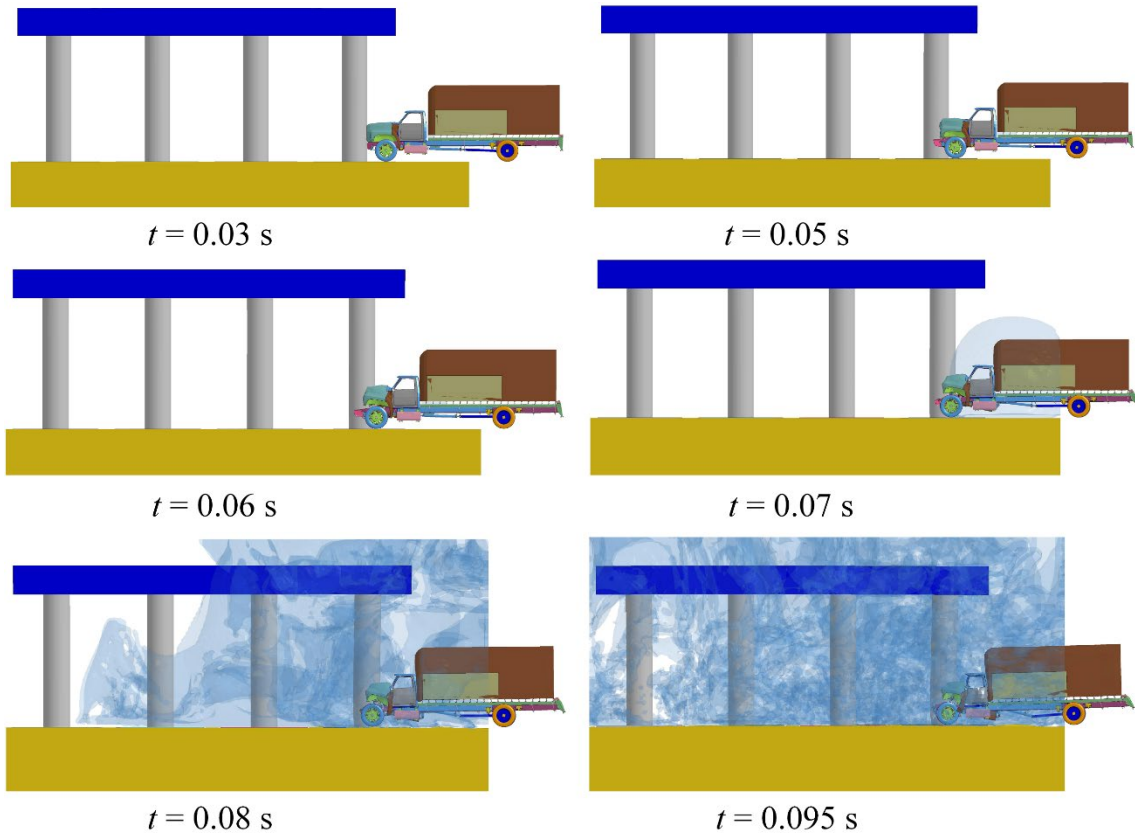 t = 0.03 s
t = 0.05 s
t = 0.06 s
t = 0.07 s
t = 0.08 s
t = 0.095 s